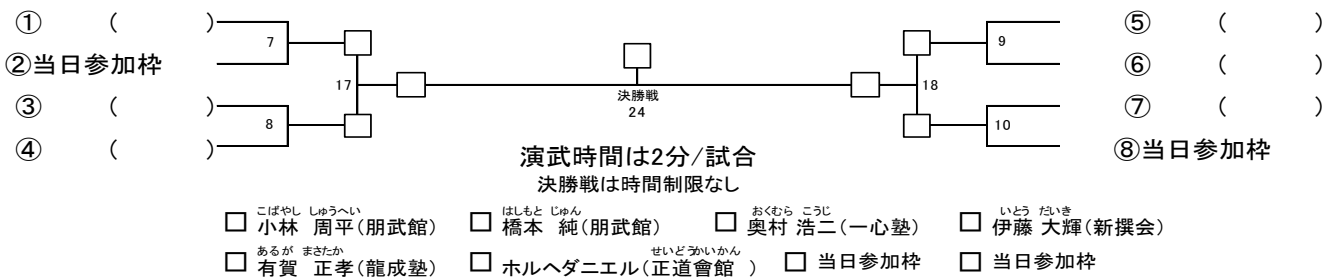 ① ( )
②当日参加枠
③ ( )
④ ( )
7
8
17
決勝戦
24
18
9
10
⑤ ( )
⑥ ( )
⑦ ( )
⑧当日参加枠
演武時間は2分/試合
決勝戦は時間制限なし
こばやし しゅうへい はしもと じゅん おくむら こうじ いとう だいき
□ 小林 周平(朋武館) □ 橋本 純(朋武館) □ 奥村 浩二(一心塾) □ 伊藤 大輝(新撰会)
あるが まさたか せいどうかいかん
□ 有賀 正孝(龍成塾) □ ホルヘダニエル(正道會館 ) □ 当日参加枠 □ 当日参加枠